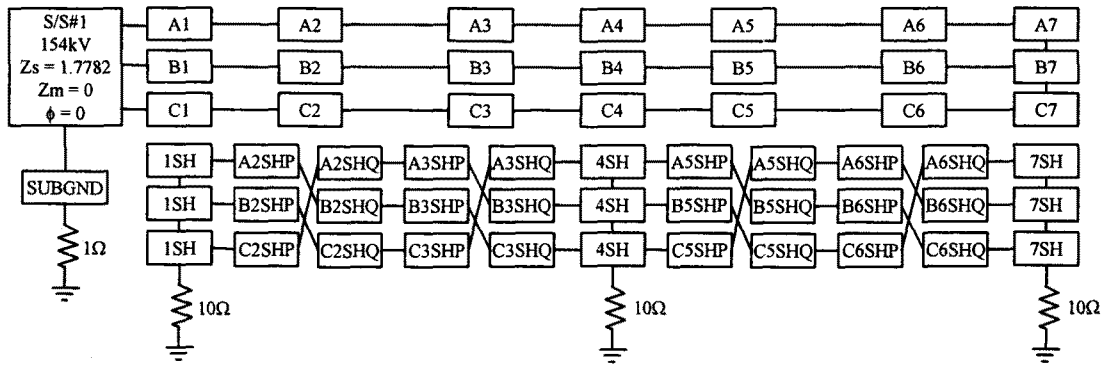 S/S#1
154kV
Zs = 1.7782
Zm = 0
ϕ = 0
A1 A2 A3 A4 A5 A6 A7
B1 B2 B3 B4 B5 B6 B7
C1 C2 C3 C4 C5 C6 C7
SUBGND
1Ω
1SH A2SHP A2SHQ A3SHP A3SHQ 4SH A5SHP A5SHQ A6SHP A6SHQ 7SH
1SH B2SHP B2SHQ B3SHP B3SHQ 4SH B5SHP B5SHQ B6SHP B6SHQ 7SH
1SH C2SHP C2SHQ C3SHP C3SHQ 4SH C5SHP C5SHQ C6SHP C6SHQ 7SH
10Ω 10Ω 10Ω